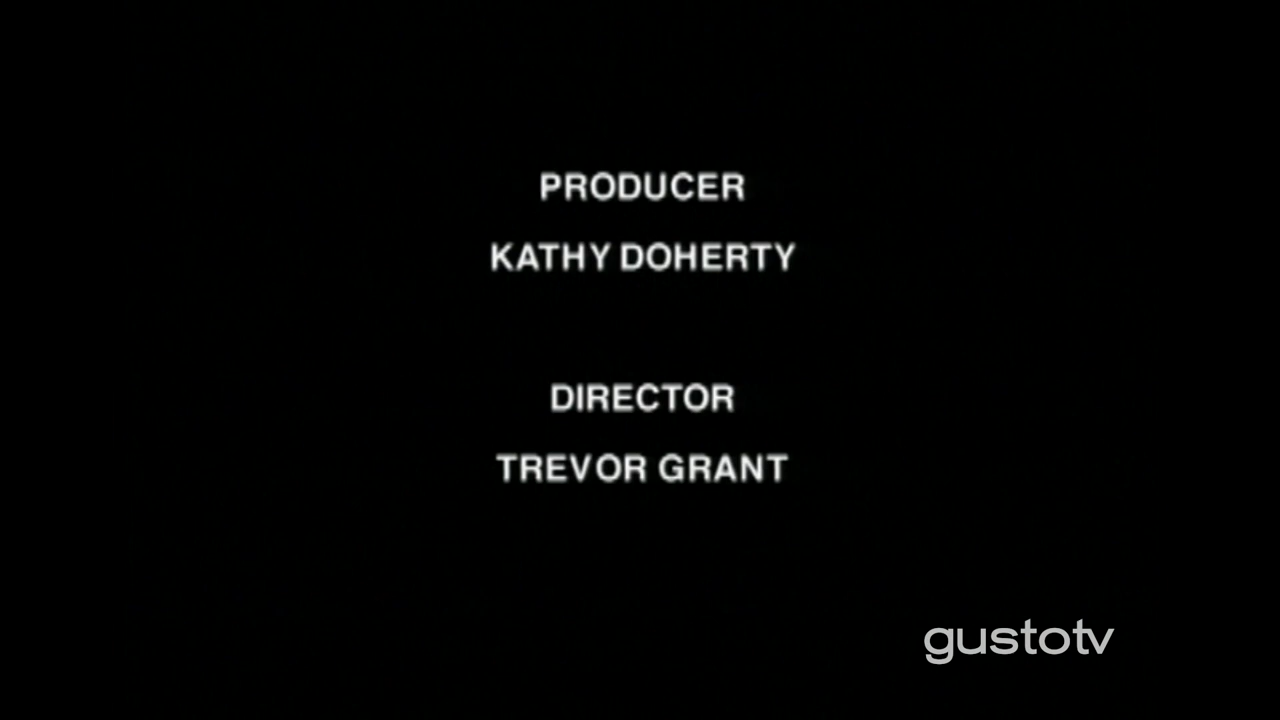 PRODUCER
KATHY DOHERTY
DIRECTOR
TREVOR GRANT
gustotv